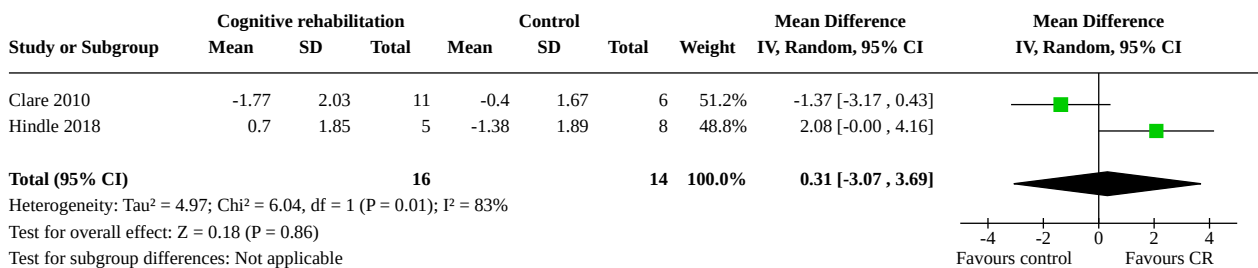 Cognitive rehabilitation Control Mean Difference Mean Difference
Study or Subgroup Mean SD Total Mean SD Total Weight IV, Random, 95% CI IV, Random, 95% CI
Clare 2010 -1.77 2.03 11 -0.4 1.67 6 51.2% -1.37 [-3.17 , 0.43]
Hindle 2018 0.7 1.85 5 -1.38 1.89 8 48.8% 2.08 [-0.00 , 4.16]
Total (95% CI) 16 14 100.0% 0.31 [-3.07 , 3.69]
Heterogeneity: Tau² = 4.97; Chi² = 6.04, df = 1 (P = 0.01); I² = 83%
Test for overall effect: Z = 0.18 (P = 0.86) -4 -2 0 2 4
Test for subgroup differences: Not applicable Favours control Favours CR